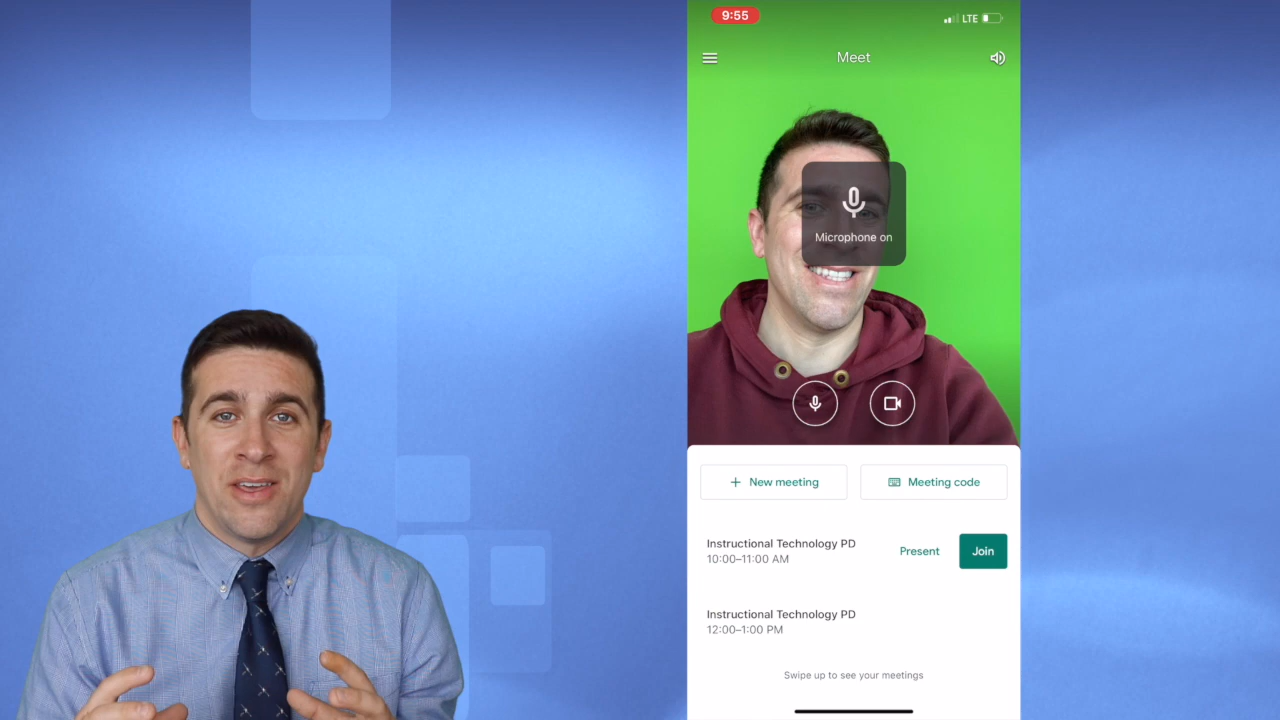 9:55
LTE
Meet
Microphone on
New meeting
Meeting code
Instructional Technology PD
10:00–11:00 AM
Present
Join
Instructional Technology PD
12:00–1:00 PM
Swipe up to see your meetings